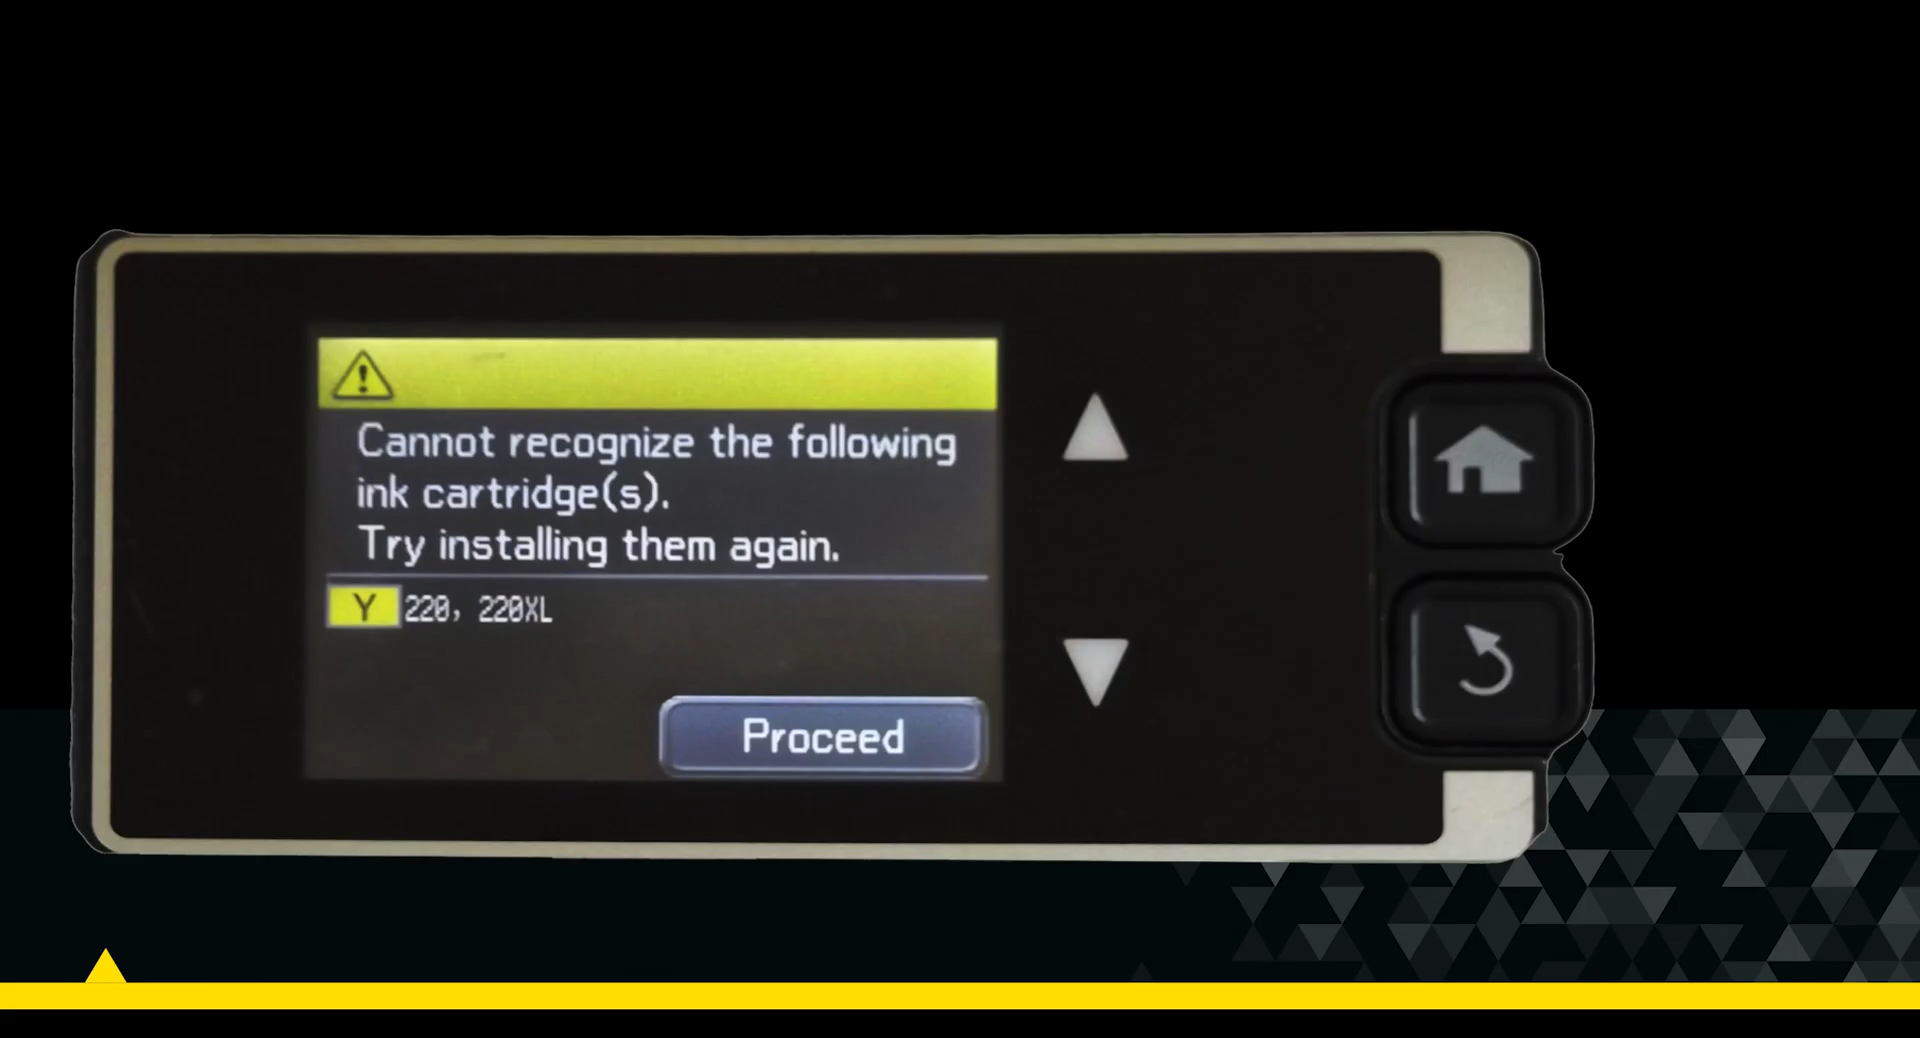 Cannot recognize the following
ink cartridge(s).
Try installing them again.
Y 220, 220XL
Proceed